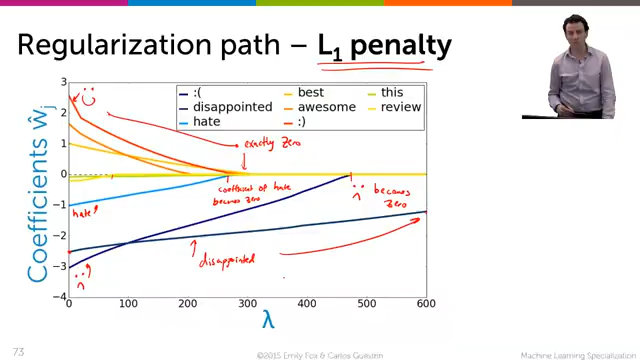 Regularization path – L₁ penalty
Coefficients ŵⱼ
3
2
1
0
−1
−2
−3
−4
:( best this
disappointed awesome review
hate :)
exactly zero
coefficient of hate
becomes zero
becomes
zero
hate
disappointed
0 100 200 300 400 500 600
λ
73
©2015 Emily Fox & Carlos Guestrin
Machine Learning Specialization